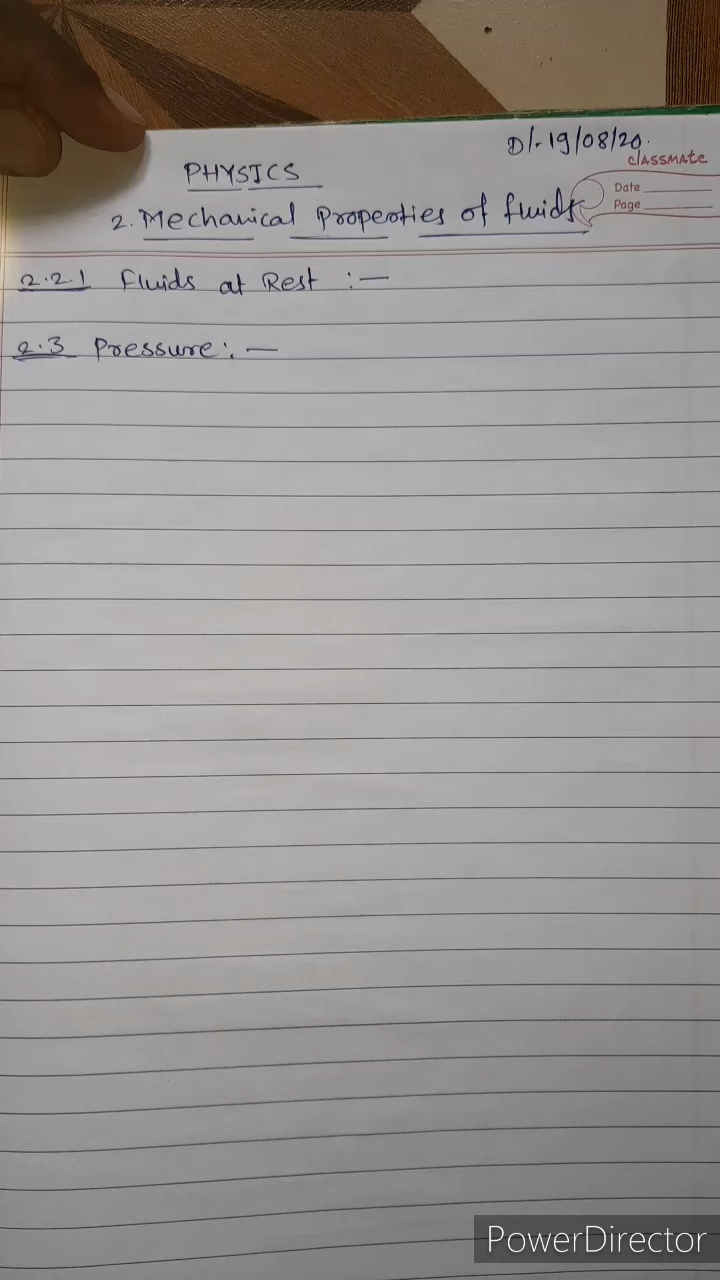 D/- 19/08/20.
classmate
PHYSICS
Date
Page
2. Mechanical Properties of fluids
2.2.1 Fluids at Rest :-
2.3 Pressure :-
PowerDirector